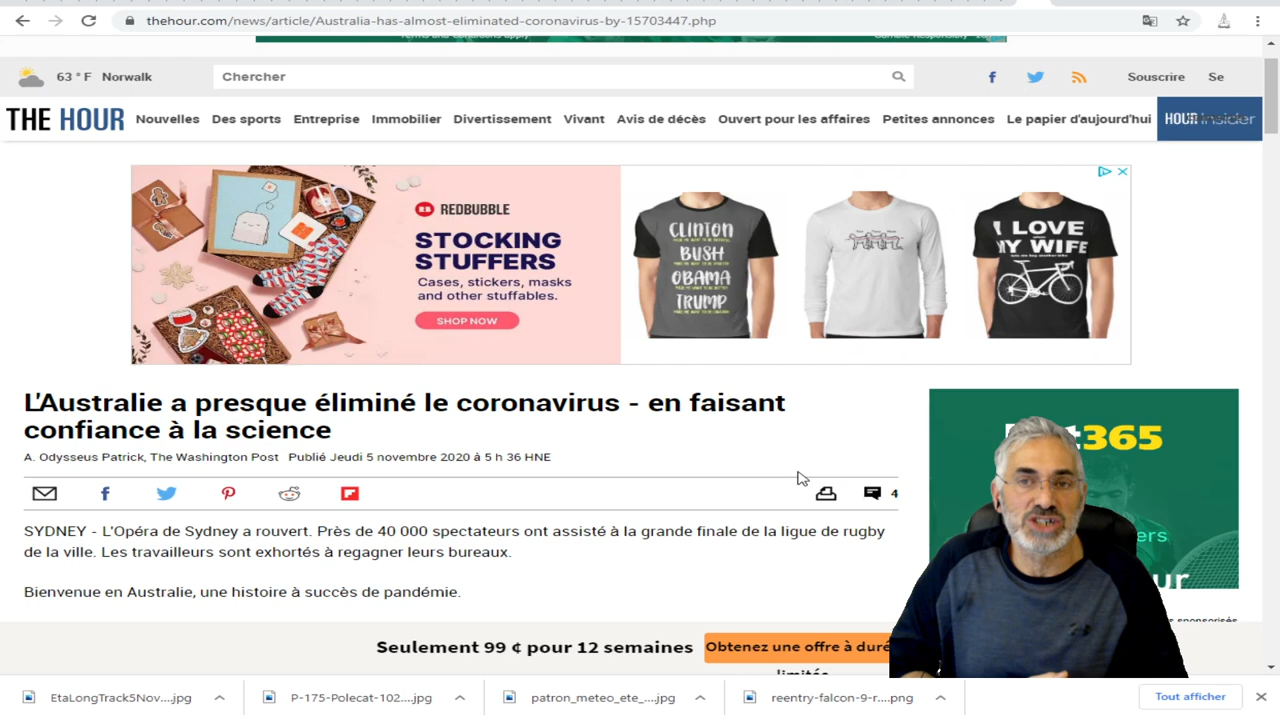 thehour.com/news/article/Australia-has-almost-eliminated-coronavirus-by-15703447.php
63 ° F Norwalk
Chercher
Souscrire Se
THE HOUR
Nouvelles Des sports Entreprise Immobilier Divertissement Vivant Avis de décès Ouvert pour les affaires Petites annonces Le papier d'aujourd'hui
HOUR insider
REDBUBBLE
STOCKING
STUFFERS
Cases, stickers, masks
and other stuffables.
SHOP NOW
CLINTON
BUSH
OBAMA
TRUMP
I LOVE
MY WIFE
L'Australie a presque éliminé le coronavirus - en faisant
confiance à la science
A. Odysseus Patrick, The Washington Post Publié Jeudi 5 novembre 2020 à 5 h 36 HNE
4
365
SYDNEY - L'Opéra de Sydney a rouvert. Près de 40 000 spectateurs ont assisté à la grande finale de la ligue de rugby
de la ville. Les travailleurs sont exhortés à regagner leurs bureaux.
Bienvenue en Australie, une histoire à succès de pandémie.
Seulement 99 ¢ pour 12 semaines
Obtenez une offre à duré
EtaLongTrack5Nov....jpg
P-175-Polecat-102....jpg
patron_meteo_ete_....jpg
reentry-falcon-9-r....png
Tout afficher